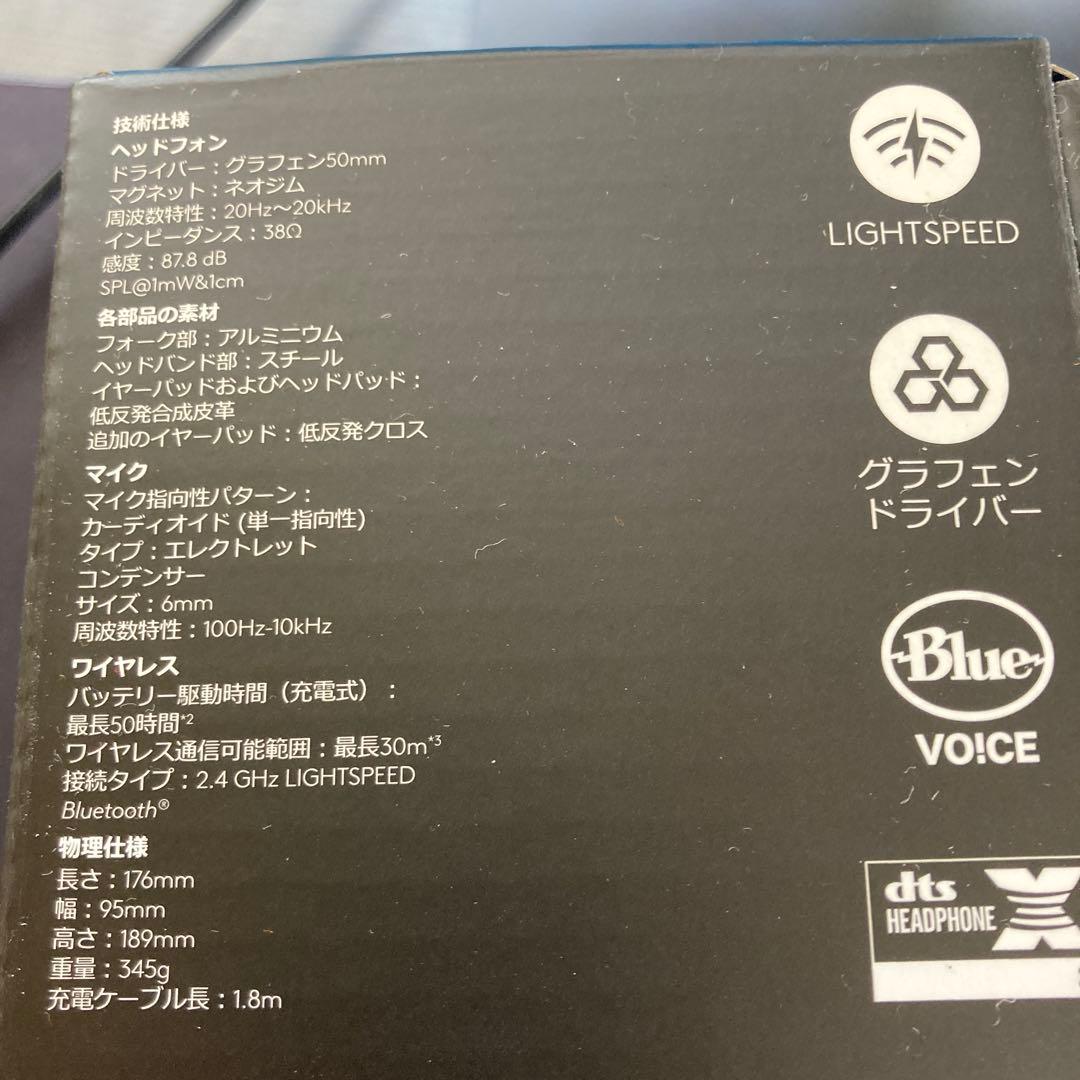 技術仕様
ヘッドフォン
ドライバー：グラフェン50mm
マグネット：ネオジム
周波数特性：20Hz〜20kHz
インピーダンス：38Ω
感度：87.8 dB
SPL@1mW&1cm
各部品の素材
フォーク部：アルミニウム
ヘッドバンド部：スチール
イヤーパッドおよびヘッドパッド：
低反発合成皮革
追加のイヤーパッド：低反発クロス
マイク
マイク指向性パターン：
カーディオイド (単一指向性)
タイプ：エレクトレット
コンデンサー
サイズ：6mm
周波数特性：100Hz-10kHz
ワイヤレス
バッテリー駆動時間（充電式）：
最長50時間*2
ワイヤレス通信可能範囲：最長30m*3
接続タイプ：2.4 GHz LIGHTSPEED
Bluetooth®
物理仕様
長さ：176mm
幅：95mm
高さ：189mm
重量：345g
充電ケーブル長：1.8m
LIGHTSPEED
グラフェン
ドライバー
Blue
VO!CE
dts
HEADPHONE X